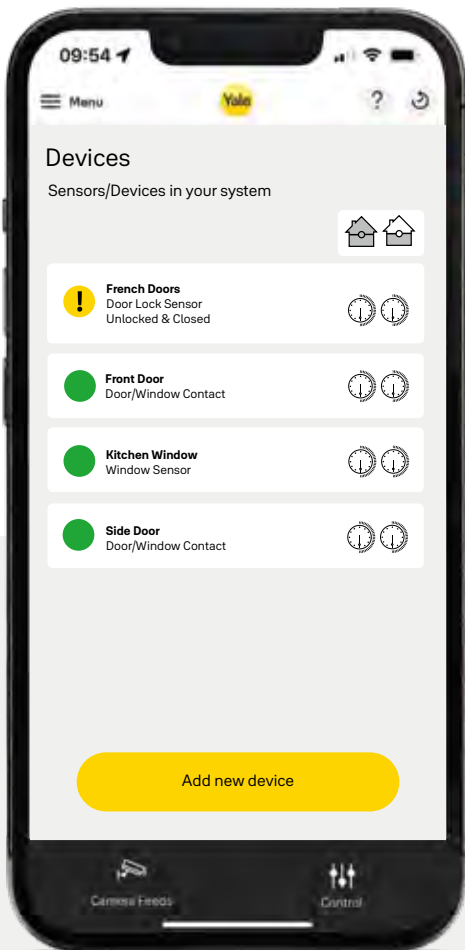 09:54
Menu
Yale
?
Devices
Sensors/Devices in your system
!
French Doors
Door Lock Sensor
Unlocked & Closed
Front Door
Door/Window Contact
Kitchen Window
Window Sensor
Side Door
Door/Window Contact
Add new device
Camera Feeds
Control